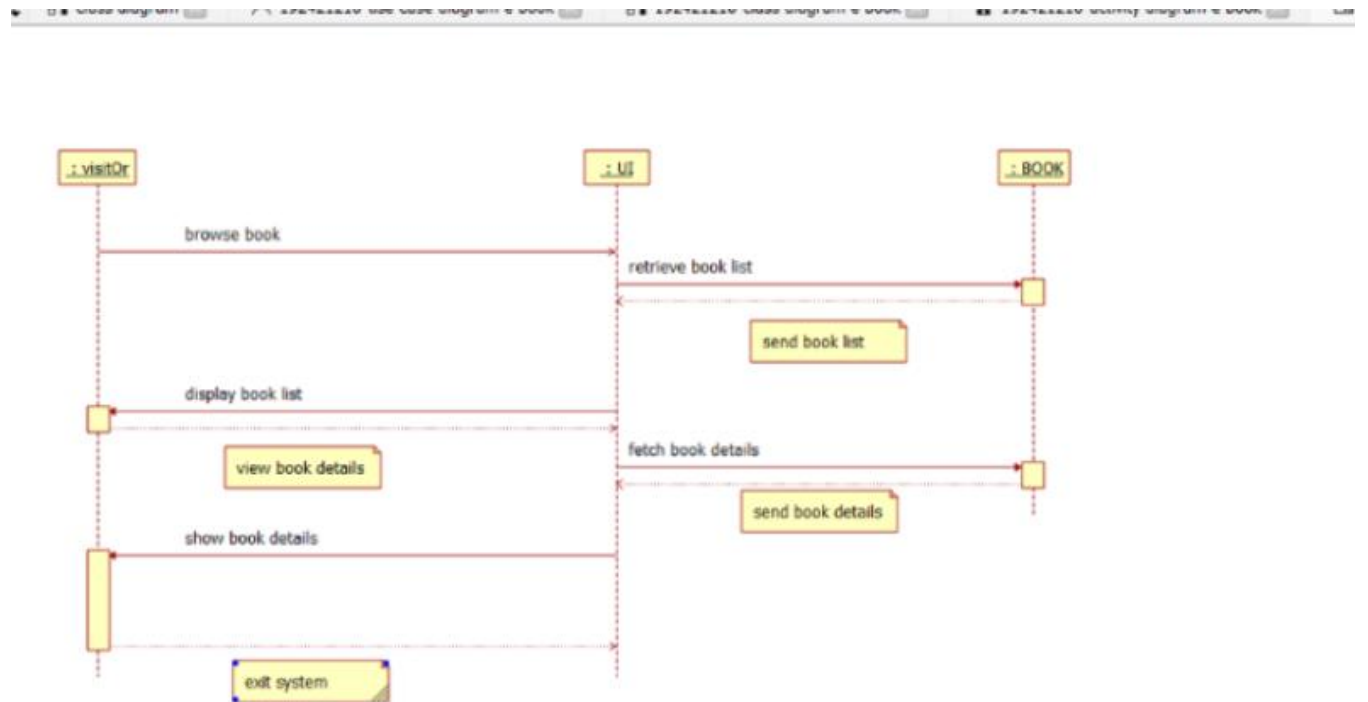 : visitOr
: UI
: BOOK
browse book
retrieve book list
send book list
display book list
view book details
fetch book details
send book details
show book details
exit system